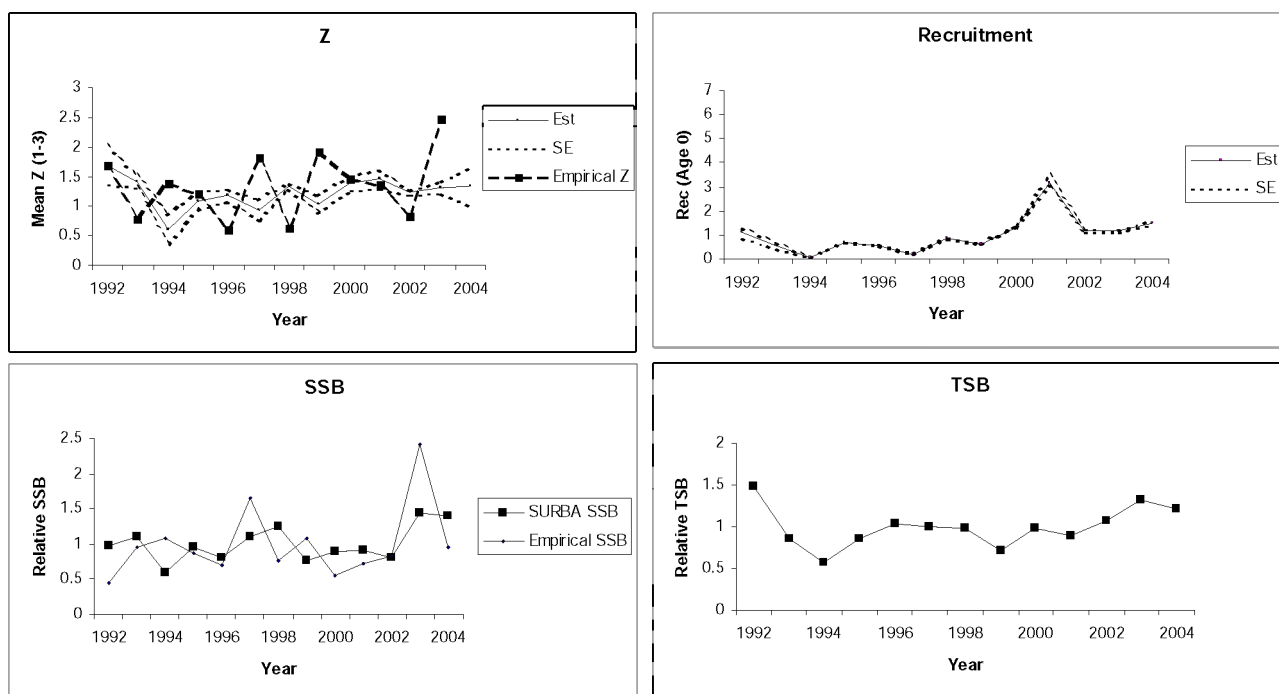 Z
Mean Z (1-3)
3
2.5
2
1.5
1
0.5
0
1992 1994 1996 1998 2000 2002 2004
Year
Est
SE
Empirical Z
Recruitment
Rec (Age 0)
7
6
5
4
3
2
1
0
1992 1994 1996 1998 2000 2002 2004
Year
Est
SE
SSB
Relative SSB
2.5
2
1.5
1
0.5
0
1992 1994 1996 1998 2000 2002 2004
Year
SURBA SSB
Empirical SSB
TSB
Relative TSB
2
1.5
1
0.5
0
1992 1994 1996 1998 2000 2002 2004
Year